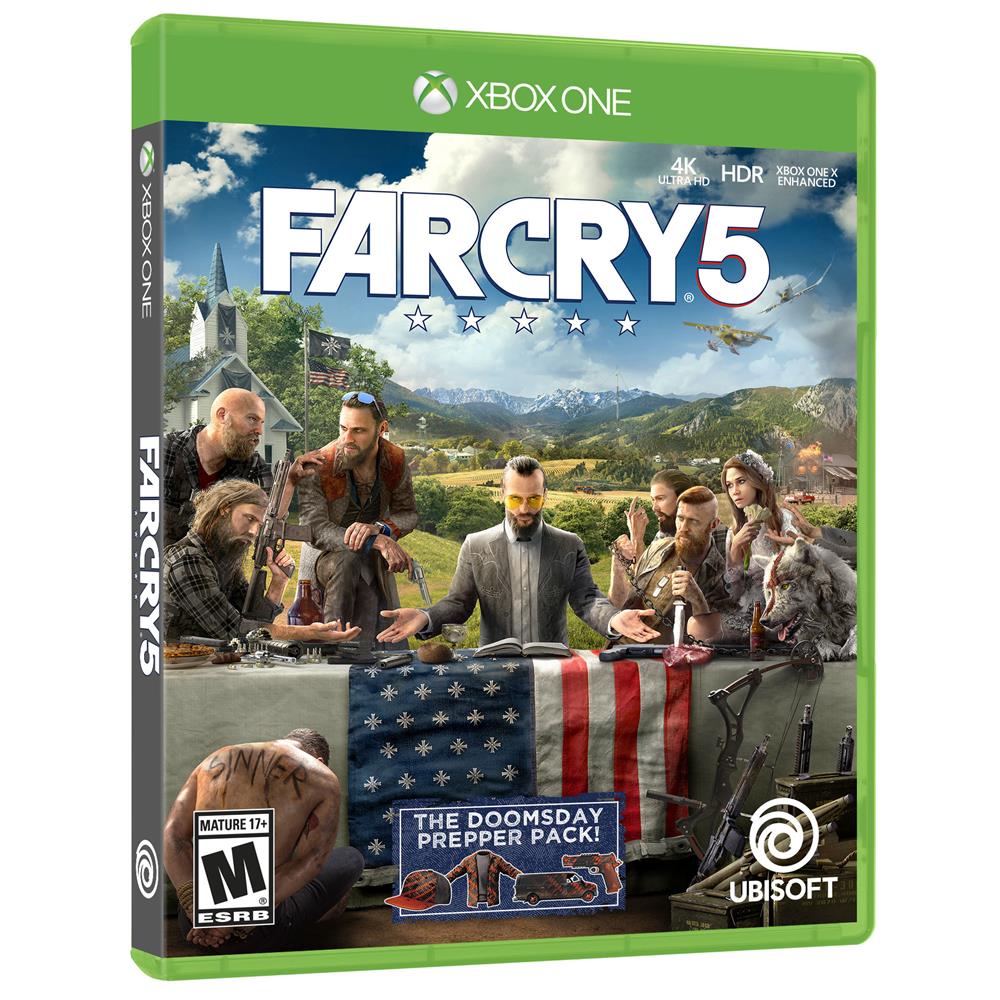 XBOX ONE
4K
ULTRA HD
HDR
XBOX ONE X
ENHANCED
FARCRY5
®
XBOX ONE
FARCRY5
SINNER
MATURE 17+
M
ESRB
®
THE DOOMSDAY
PREPPER PACK!
UBISOFT